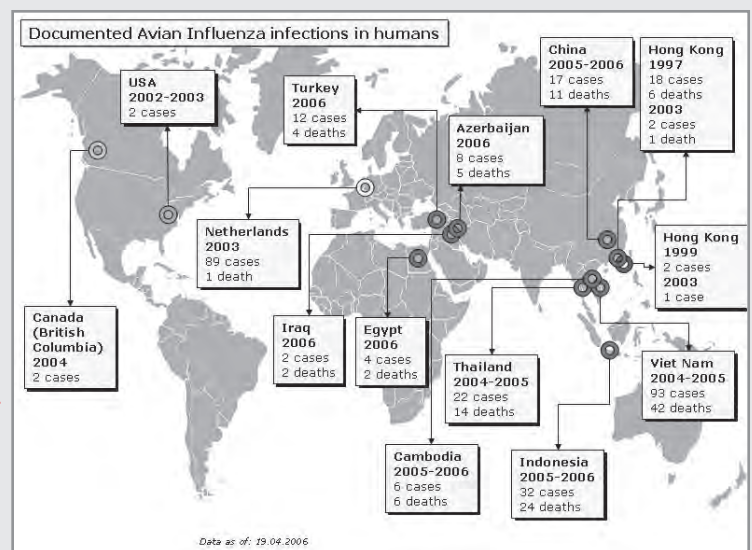 Documented Avian Influenza infections in humans
USA
2002-2003
2 cases
Turkey
2006
12 cases
4 deaths
China
2005-2006
17 cases
11 deaths
Hong Kong
1997
18 cases
6 deaths
2003
2 cases
1 death
Azerbaijan
2006
8 cases
5 deaths
Netherlands
2003
89 cases
1 death
Hong Kong
1999
2 cases
2003
1 case
Canada
(British
Columbia)
2004
2 cases
Iraq
2006
2 cases
2 deaths
Egypt
2006
4 cases
2 deaths
Thailand
2004-2005
22 cases
14 deaths
Viet Nam
2004-2005
93 cases
42 deaths
Cambodia
2005-2006
6 cases
6 deaths
Indonesia
2005-2006
32 cases
24 deaths
Data as of: 19.04.2006